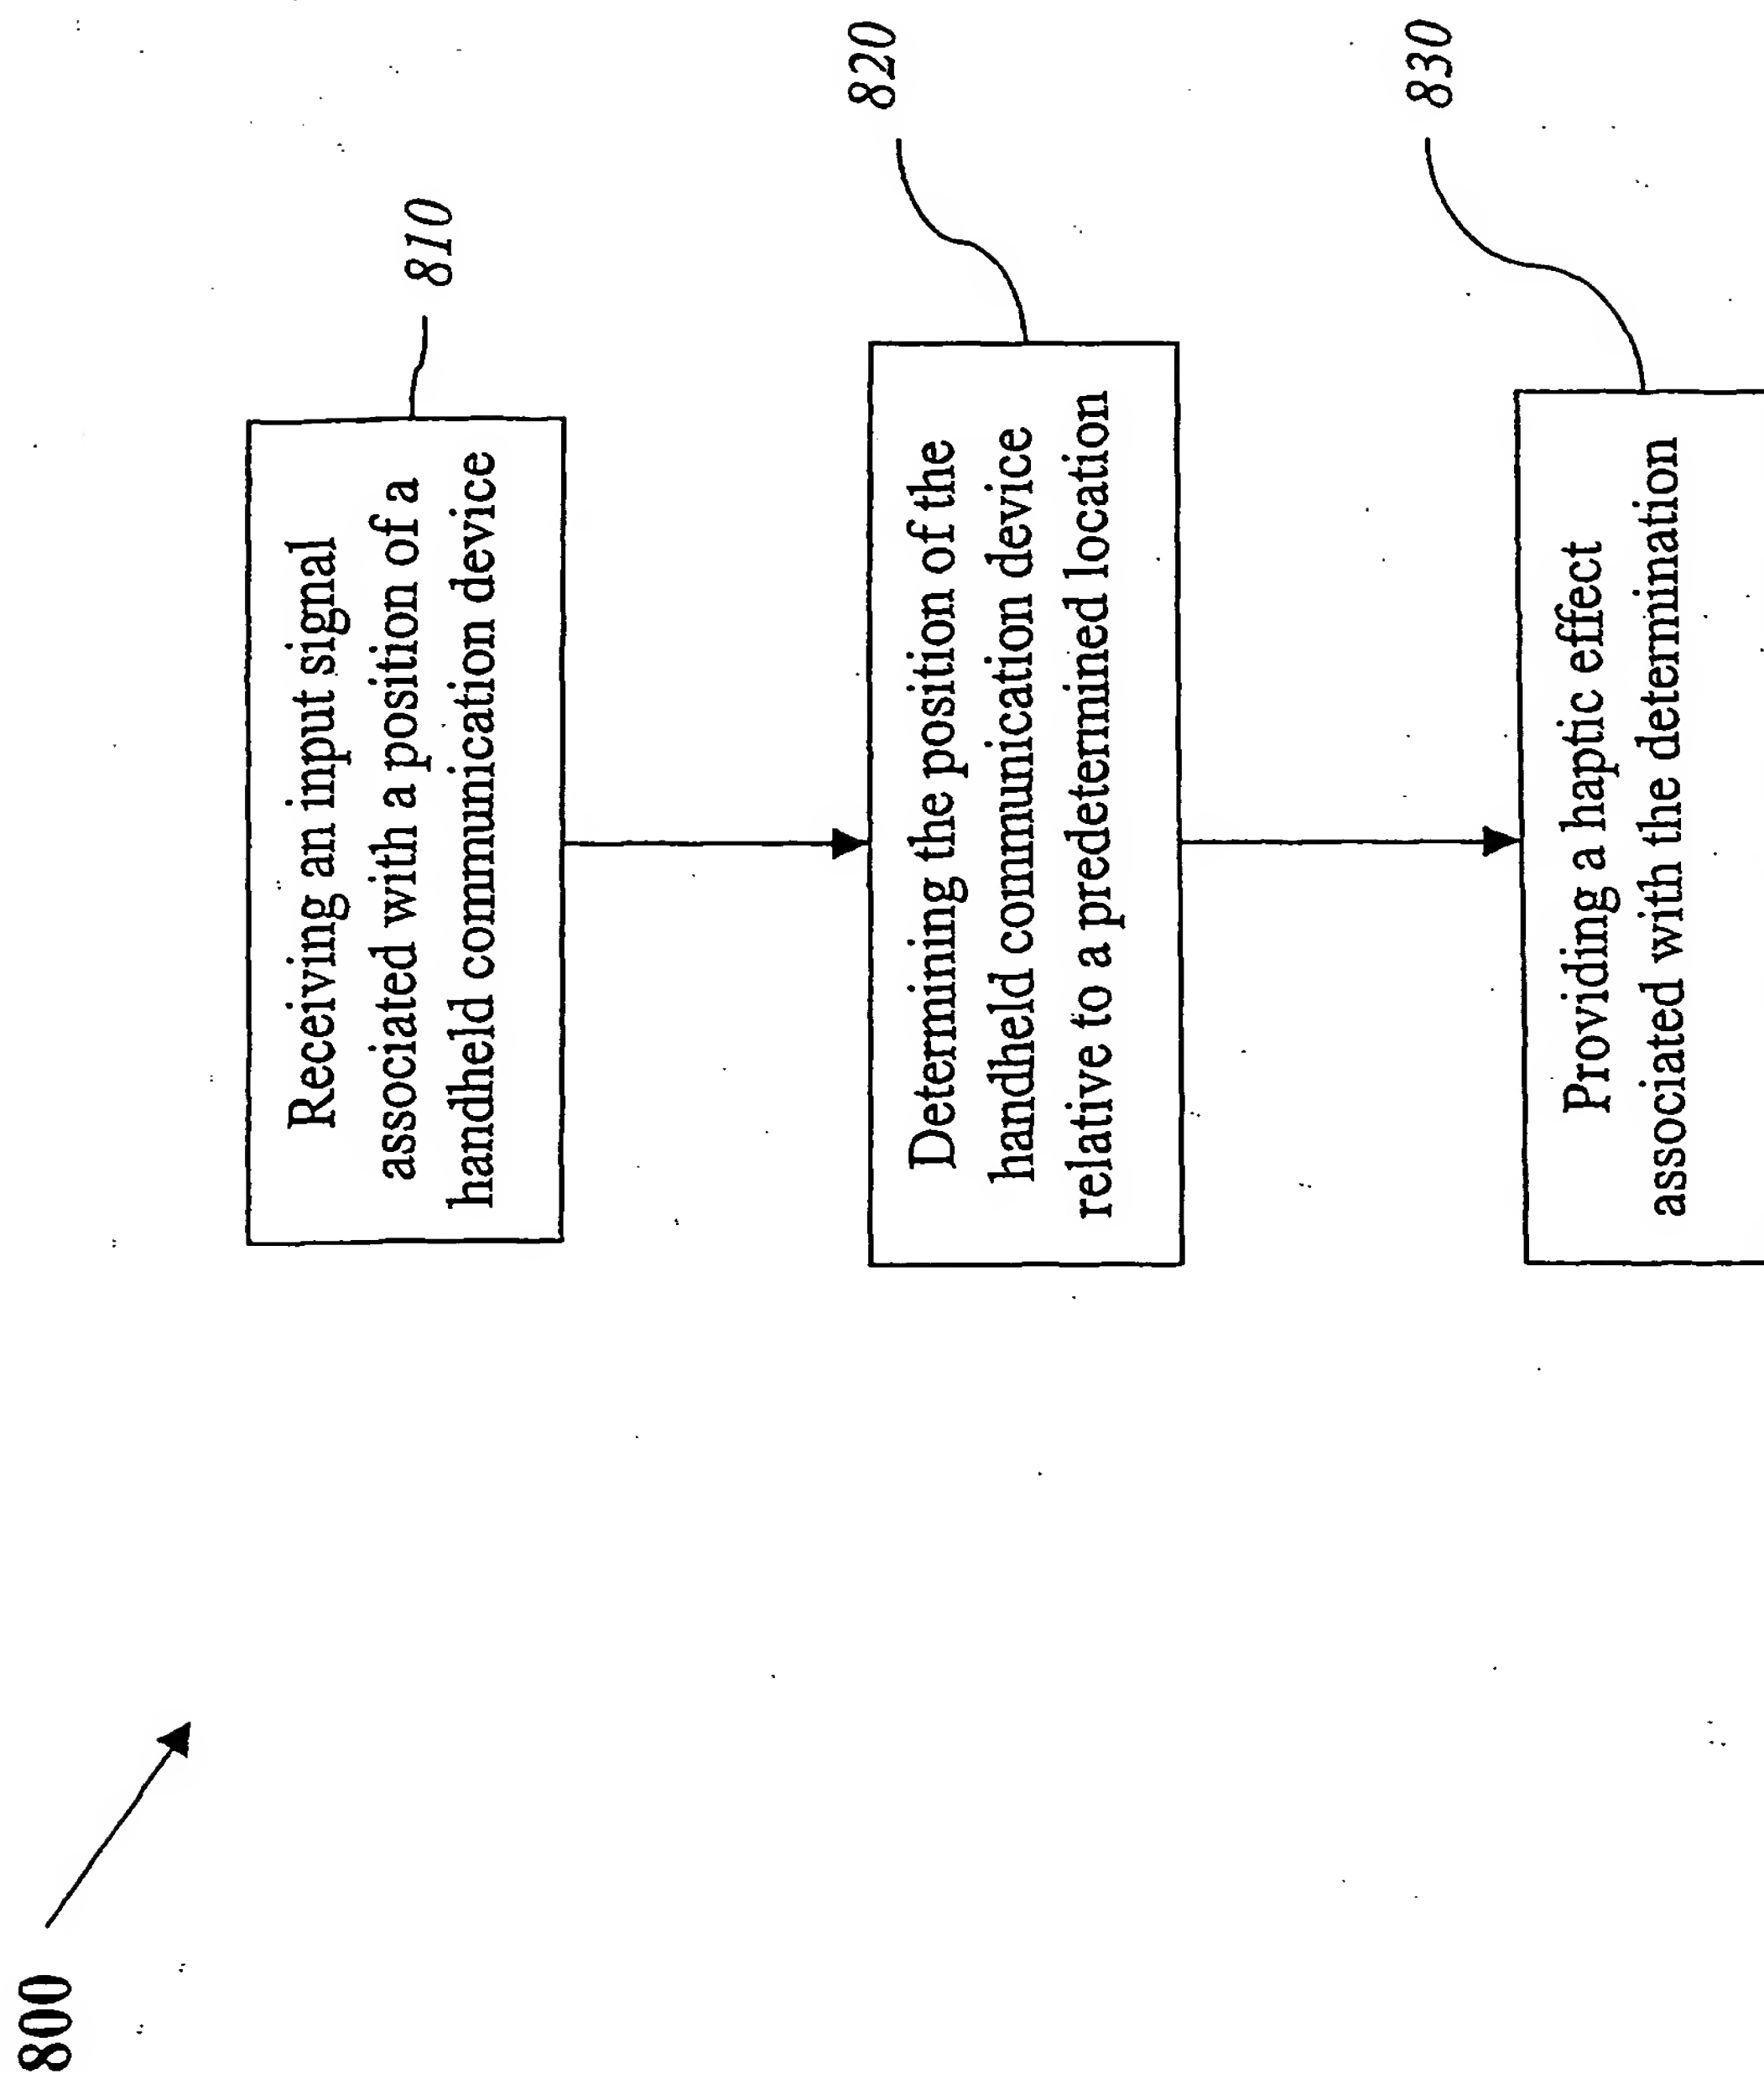 800
Receiving an input signal
associated with a position of a
handheld communication device
810
Determining the position of the
handheld communication device
relative to a predetermined location
820
Providing a haptic effect
associated with the determination
830